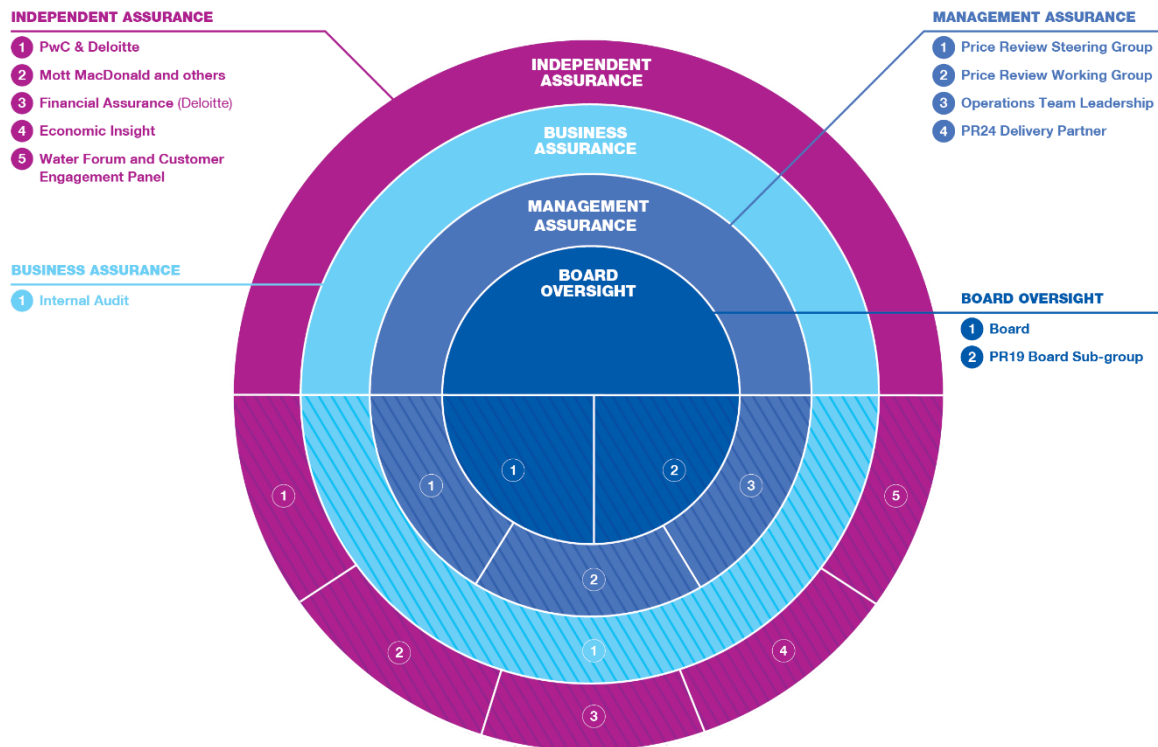 INDEPENDENT ASSURANCE
1 PwC & Deloitte
2 Mott MacDonald and others
3 Financial Assurance (Deloitte)
4 Economic Insight
5 Water Forum and Customer
Engagement Panel
BUSINESS ASSURANCE
1 Internal Audit
MANAGEMENT ASSURANCE
1 Price Review Steering Group
2 Price Review Working Group
3 Operations Team Leadership
4 PR24 Delivery Partner
BOARD OVERSIGHT
1 Board
2 PR19 Board Sub-group
INDEPENDENT
ASSURANCE
BUSINESS
ASSURANCE
MANAGEMENT
ASSURANCE
BOARD
OVERSIGHT
1
2
1
2
3
1
1
2
3
4
5